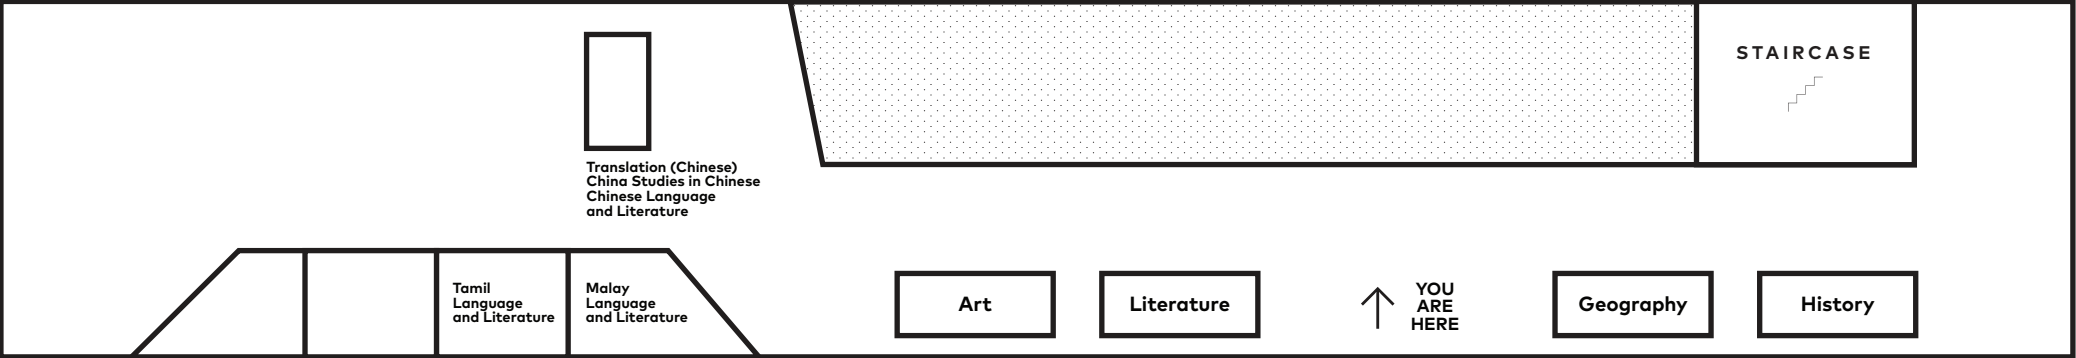 STAIRCASE
Translation (Chinese)
China Studies in Chinese
Chinese Language
and Literature
Tamil
Language
and Literature
Malay
Language
and Literature
Art
Literature
YOU
ARE
HERE
Geography
History